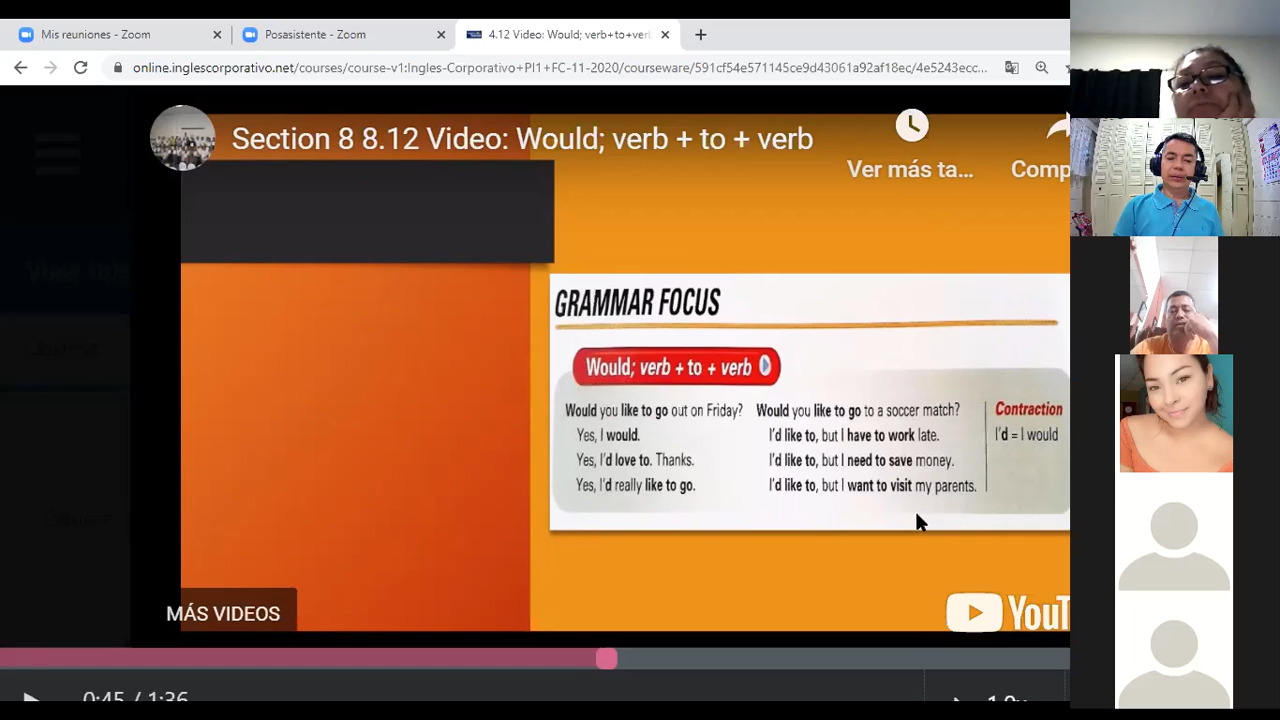 Mis reuniones - Zoom
Posasistente - Zoom
4.12 Video: Would; verb+to+verb
online.inglescorporativo.net/courses/course-v1:Ingles-Corporativo+PI1+FC-11-2020/courseware/591cf54e571145ce9d43061a92af18ec/4e5243ecc...
Section 8 8.12 Video: Would; verb + to + verb
Ver más ta...
Comp
GRAMMAR FOCUS
Would; verb + to + verb
Would you like to go out on Friday?
Yes, I would.
Yes, I'd love to. Thanks.
Yes, I'd really like to go.
Would you like to go to a soccer match?
I'd like to, but I have to work late.
I'd like to, but I need to save money.
I'd like to, but I want to visit my parents.
Contraction
I'd = I would
MÁS VIDEOS
YouT
0:45 / 1:36
1.0x